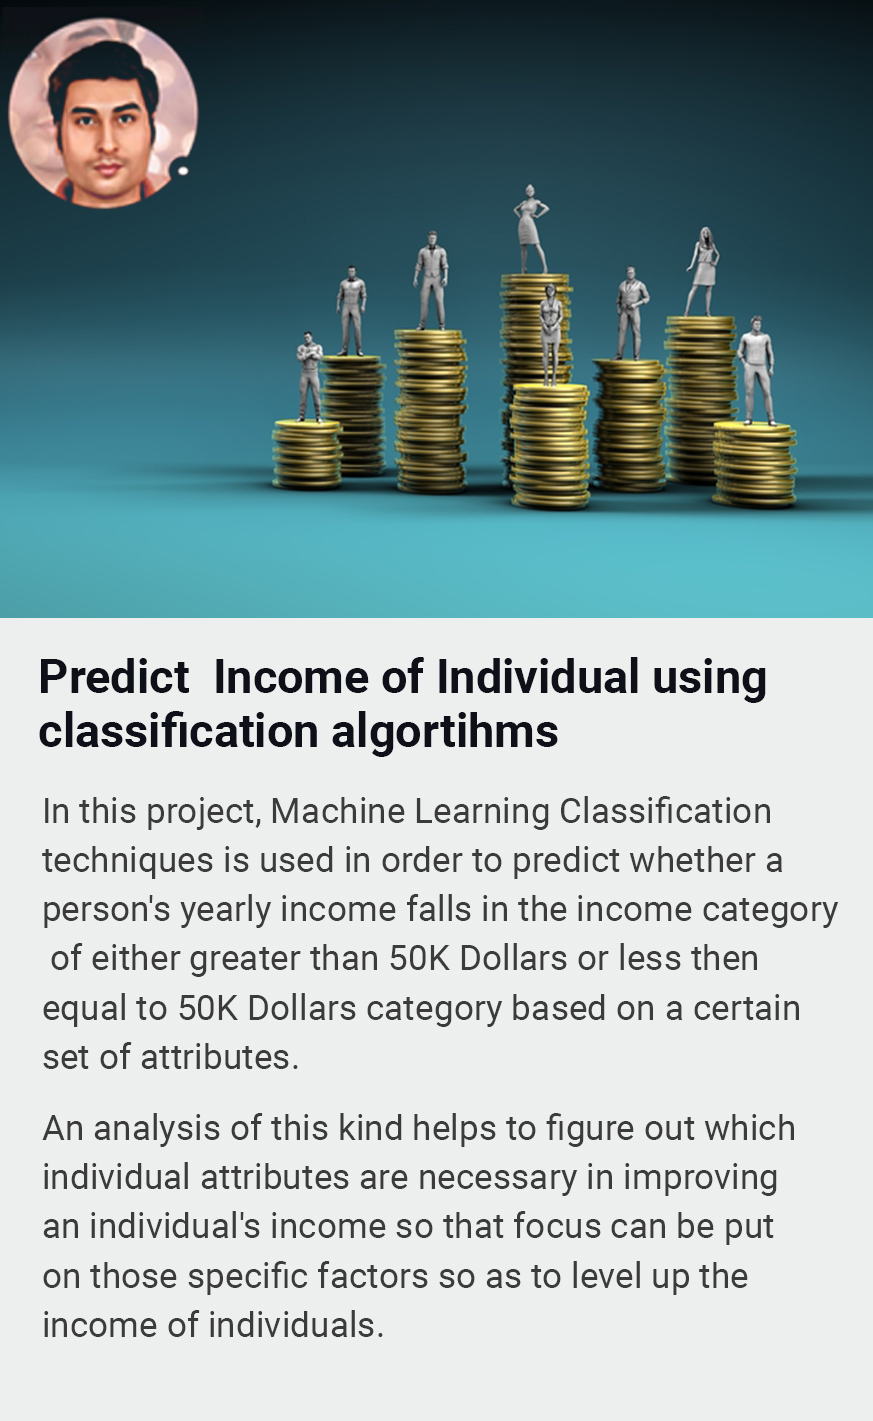 Predict  Income of Individual using
classification algortihms
In this project, Machine Learning Classification
techniques is used in order to predict whether a
person's yearly income falls in the income category
of either greater than 50K Dollars or less then
equal to 50K Dollars category based on a certain
set of attributes.
An analysis of this kind helps to figure out which
individual attributes are necessary in improving
an individual's income so that focus can be put
on those specific factors so as to level up the
income of individuals.